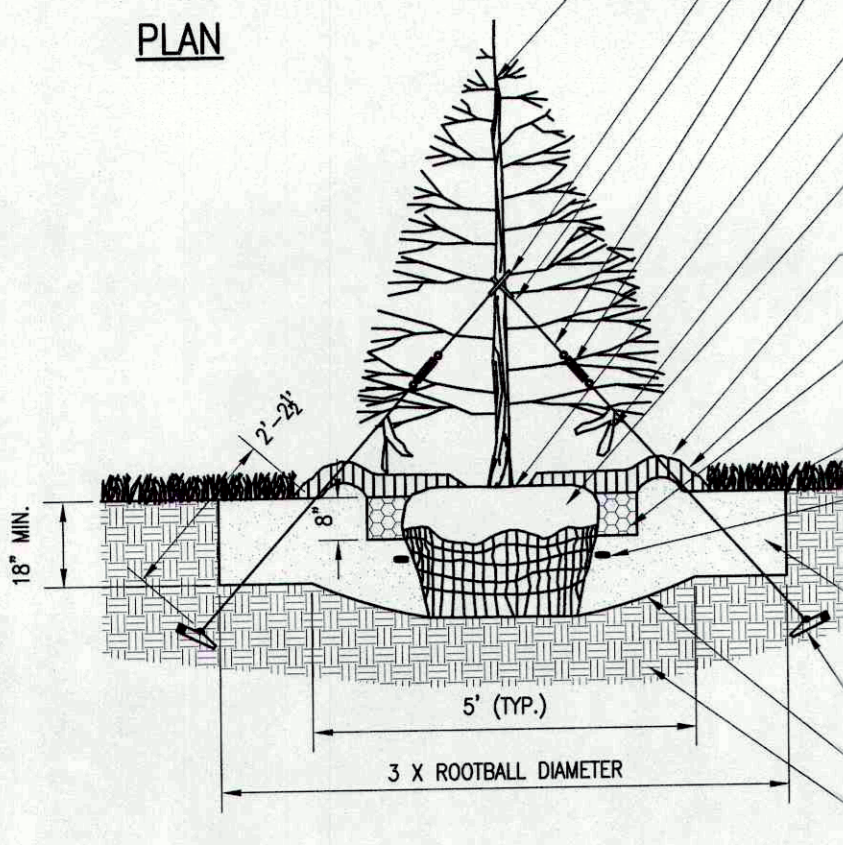 PLAN
2'-2½'
8"
18" MIN.
5' (TYP.)
3 X ROOTBALL DIAMETER